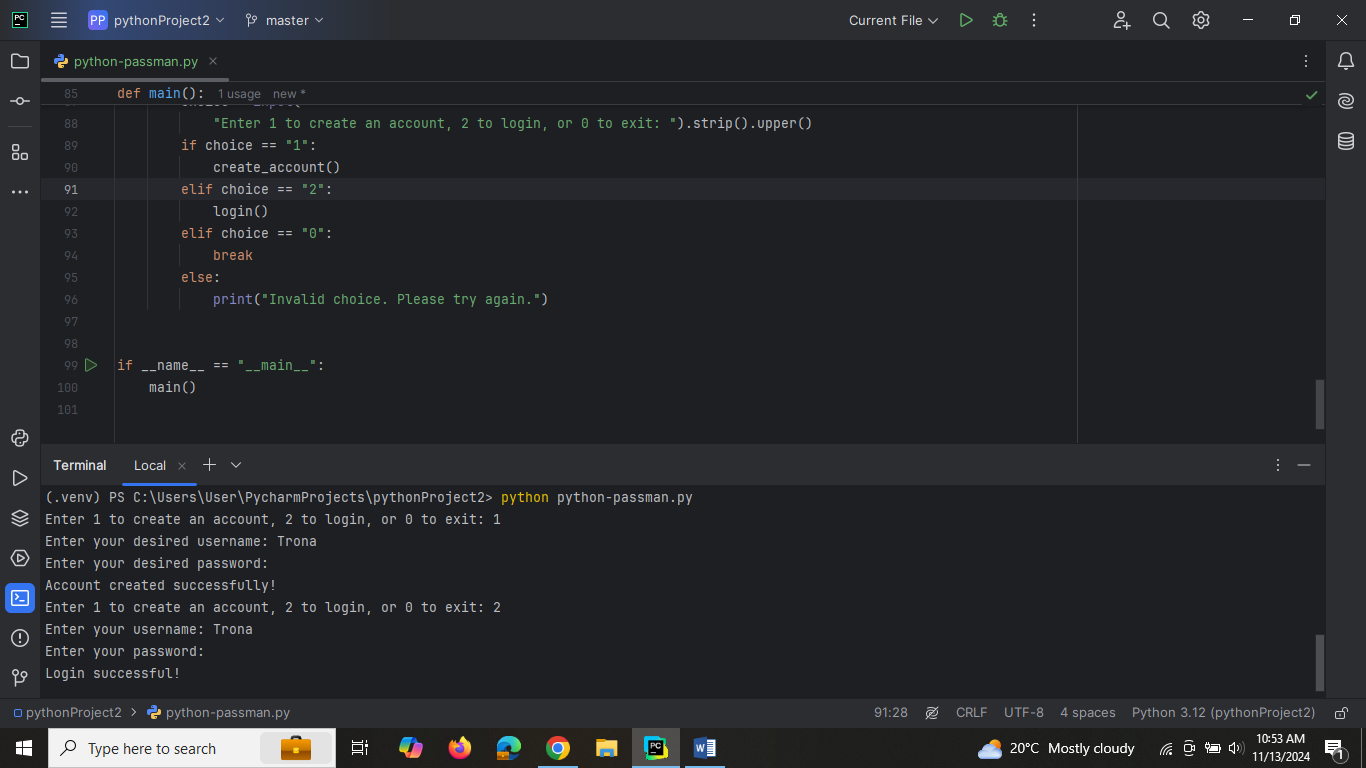 PC
PP pythonProject2
master
Current File
python-passman.py
85 def main(): 1 usage new *
88 "Enter 1 to create an account, 2 to login, or 0 to exit: ").strip().upper()
89 if choice == "1":
90 create_account()
91 elif choice == "2":
92 login()
93 elif choice == "0":
94 break
95 else:
96 print("Invalid choice. Please try again.")
97
98
99 if __name__ == "__main__":
100 main()
101
Terminal Local
(.venv) PS C:\Users\User\PycharmProjects\pythonProject2> python python-passman.py
Enter 1 to create an account, 2 to login, or 0 to exit: 1
Enter your desired username: Trona
Enter your desired password:
Account created successfully!
Enter 1 to create an account, 2 to login, or 0 to exit: 2
Enter your username: Trona
Enter your password:
Login successful!
pythonProject2 > python-passman.py 91:28 CRLF UTF-8 4 spaces Python 3.12 (pythonProject2)
Type here to search
PC
W
20°C Mostly cloudy
10:53 AM
11/13/2024
1